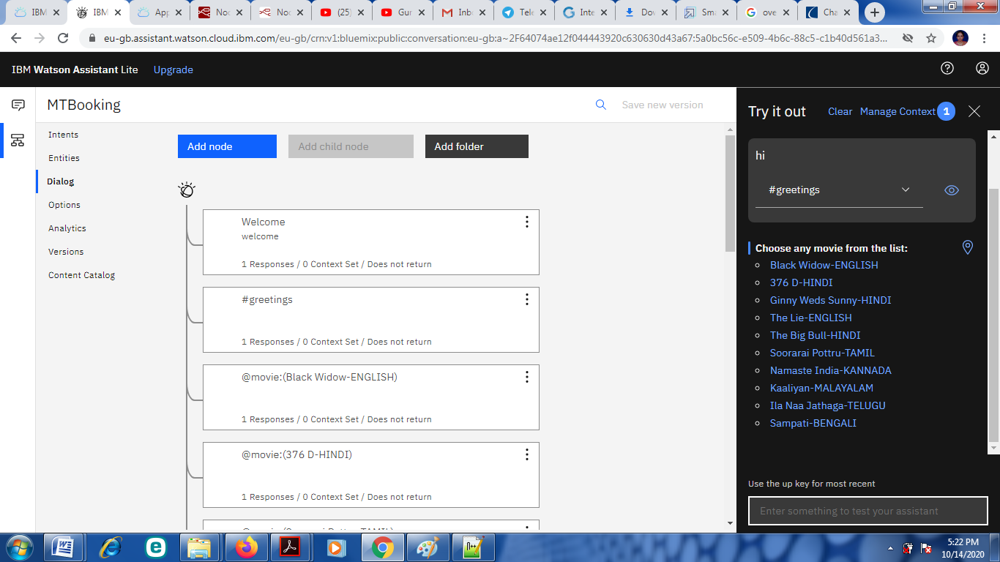 IBM
IBM
App
Noc
Noc
(25)
Gur
Inbo
Tele
Inte
Dov
Sma
ove
Cha
eu-gb.assistant.watson.cloud.ibm.com/eu-gb/crn:v1:bluemix:public:conversation:eu-gb:a~2F64074ae12f044443920c630630d43a67:5a0bc56c-e509-4b6c-88c5-c1b40d561a3...
IBM Watson Assistant Lite Upgrade
MTBooking
Save new version
Intents
Entities
Dialog
Options
Analytics
Versions
Content Catalog
Add node Add child node Add folder
Welcome
welcome
1 Responses / 0 Context Set / Does not return
#greetings
1 Responses / 0 Context Set / Does not return
@movie:(Black Widow-ENGLISH)
1 Responses / 0 Context Set / Does not return
@movie:(376 D-HINDI)
1 Responses / 0 Context Set / Does not return
@movie:(Soorarai Pottru-TAMIL)
Try it out Clear Manage Context 1
hi
#greetings
Choose any movie from the list:
Black Widow-ENGLISH
376 D-HINDI
Ginny Weds Sunny-HINDI
The Lie-ENGLISH
The Big Bull-HINDI
Soorarai Pottru-TAMIL
Namaste India-KANNADA
Kaaliyan-MALAYALAM
Ila Naa Jathaga-TELUGU
Sampati-BENGALI
Use the up key for most recent
Enter something to test your assistant
5:22 PM
10/14/2020